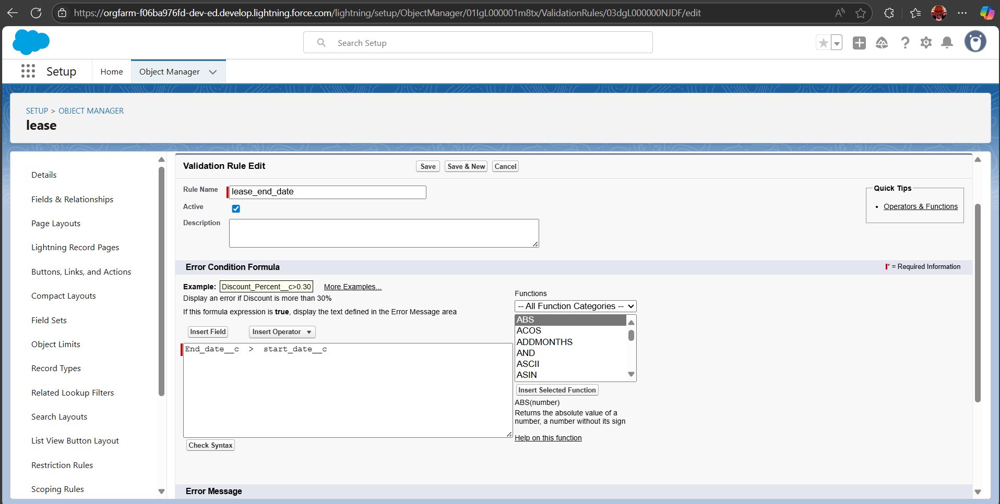 https://orgfarm-f06ba976fd-dev-ed.develop.lightning.force.com/lightning/setup/ObjectManager/01IgL000001m8tx/ValidationRules/03dgL000000NJDF/edit
Search Setup
Setup
Home
Object Manager
SETUP > OBJECT MANAGER
lease
Details
Fields & Relationships
Page Layouts
Lightning Record Pages
Buttons, Links, and Actions
Compact Layouts
Field Sets
Object Limits
Record Types
Related Lookup Filters
Search Layouts
List View Button Layout
Restriction Rules
Scoping Rules
Validation Rule Edit
Save
Save & New
Cancel
Rule Name
lease_end_date
Active
Description
Quick Tips
• Operators & Functions
Error Condition Formula
* = Required Information
Example: Discount_Percent__c>0.30 More Examples...
Display an error if Discount is more than 30%
If this formula expression is true, display the text defined in the Error Message area
Insert Field
Insert Operator
End_date__c > start_date__c
Check Syntax
Functions
-- All Function Categories --
ABS
ACOS
ADDMONTHS
AND
ASCII
ASIN
Insert Selected Function
ABS(number)
Returns the absolute value of a
number, a number without its sign
Help on this function
Error Message